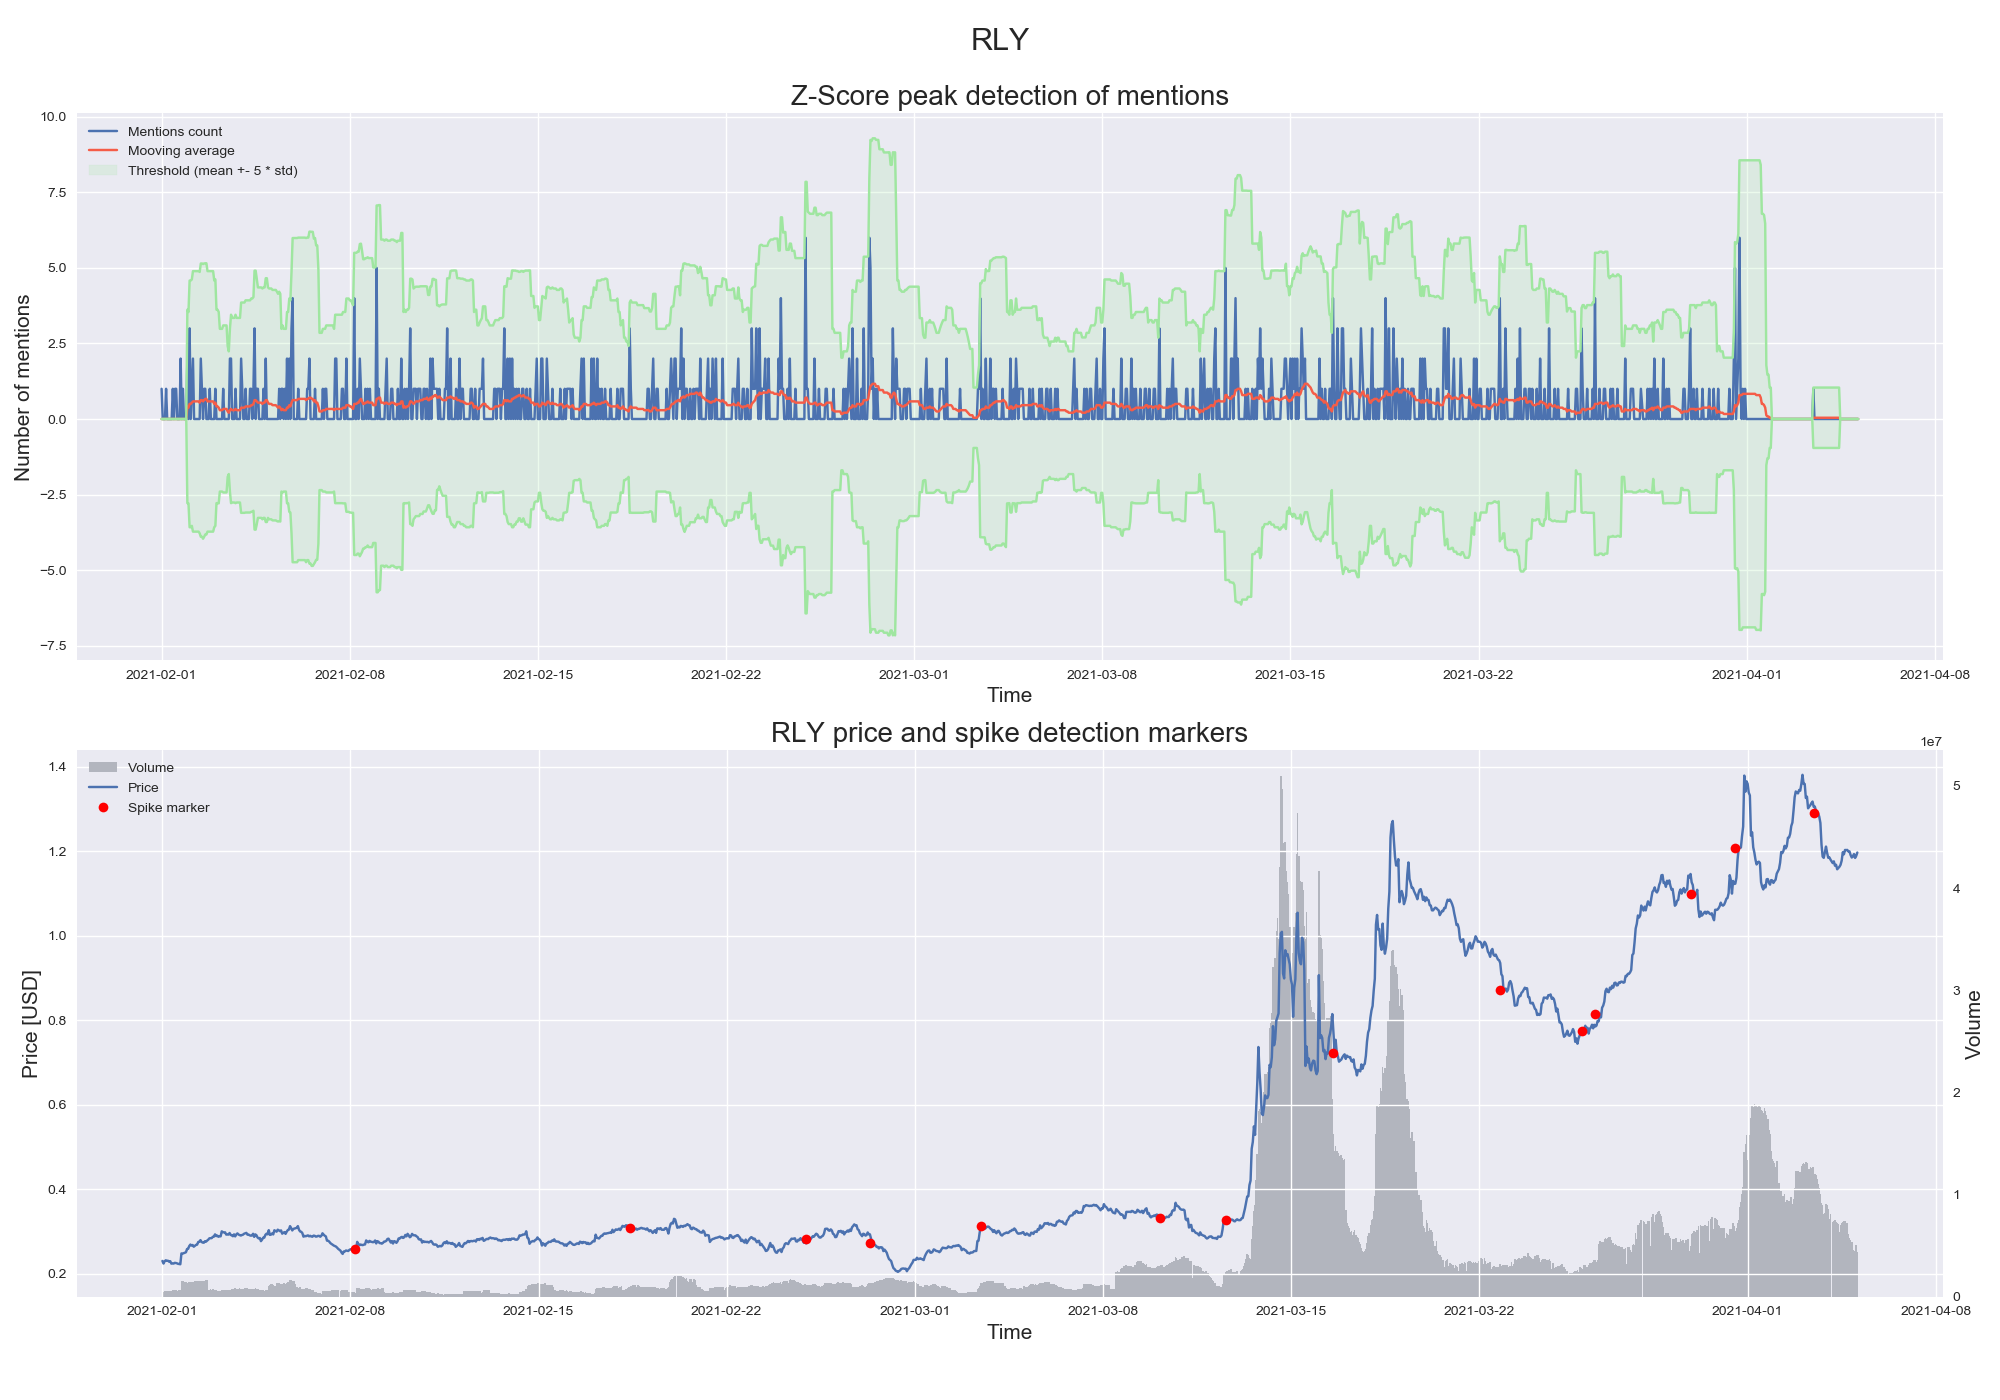 RLY
Z-Score peak detection of mentions
10.0
7.5
5.0
2.5
0.0
−2.5
−5.0
−7.5
Number of mentions
Mentions count
Mooving average
Threshold (mean +- 5 * std)
2021-02-01 2021-02-08 2021-02-15 2021-02-22 2021-03-01 2021-03-08 2021-03-15 2021-03-22 2021-04-01 2021-04-08
Time
RLY price and spike detection markers
1e7
1.4
1.2
1.0
0.8
0.6
0.4
0.2
Price [USD]
Volume
Price
Spike marker
5
4
3
2
1
0
Volume
2021-02-01 2021-02-08 2021-02-15 2021-02-22 2021-03-01 2021-03-08 2021-03-15 2021-03-22 2021-04-01 2021-04-08
Time